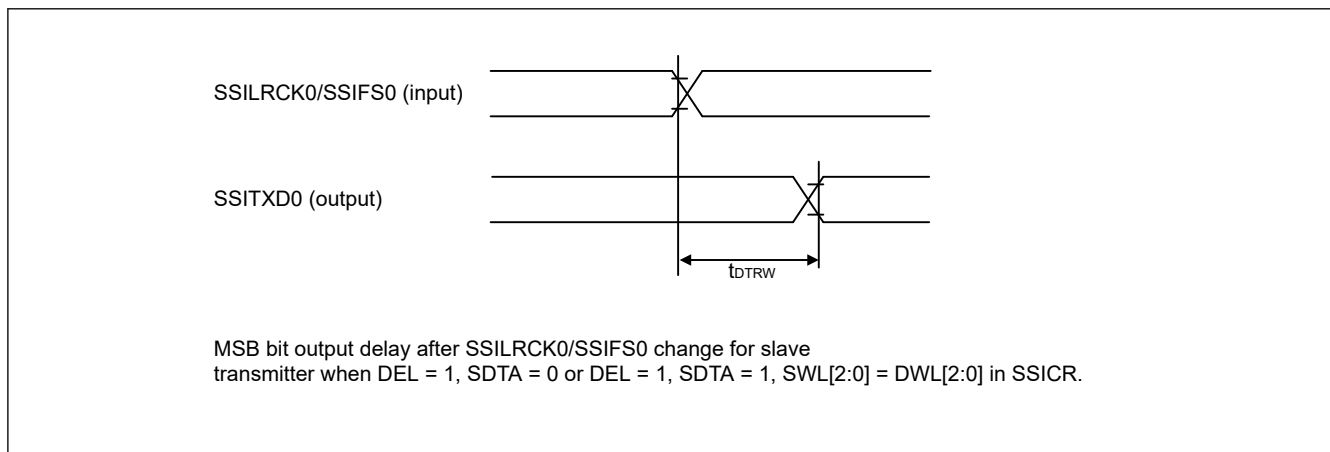 SSILRCK0/SSIFS0 (input)
SSITXD0 (output)
tDTRW
MSB bit output delay after SSILRCK0/SSIFS0 change for slave
transmitter when DEL = 1, SDTA = 0 or DEL = 1, SDTA = 1, SWL[2:0] = DWL[2:0] in SSICR.